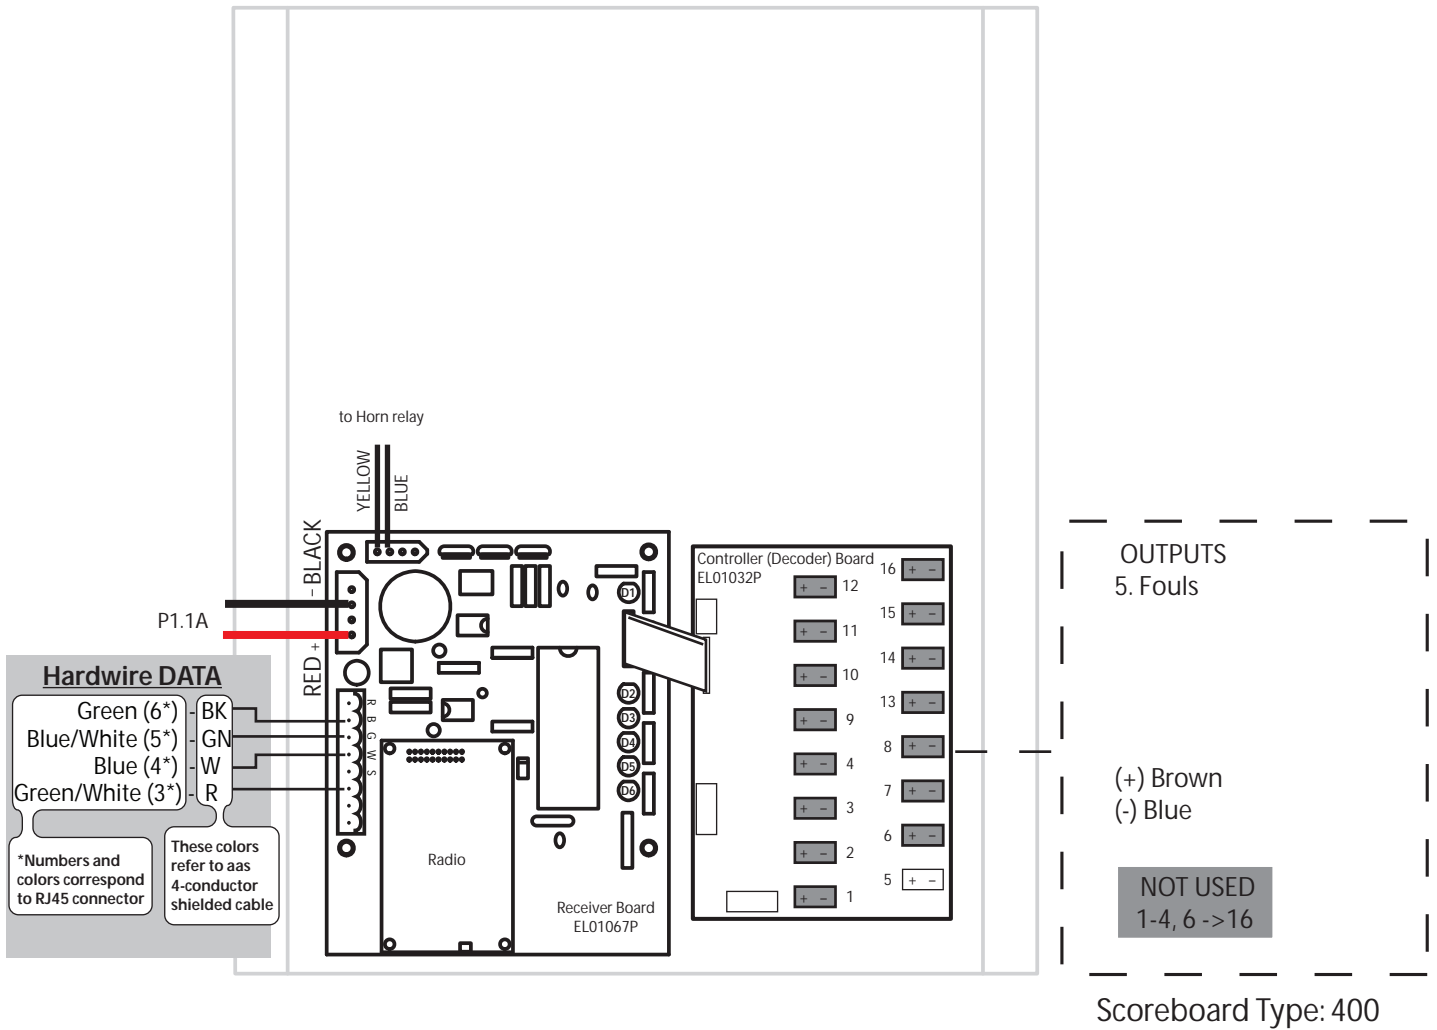 to Horn relay
YELLOW
BLUE
- BLACK
P1.1A
RED +
Hardwire DATA
Green (6*) - BK
Blue/White (5*) - GN
Blue (4*) - W
Green/White (3*) - R
*Numbers and
colors correspond
to RJ45 connector
These colors
refer to aas
4-conductor
shielded cable
R
B
G
W
S
D1
D2
D3
D4
D5
D6
Radio
Receiver Board
EL01067P
Controller (Decoder) Board
EL01032P
16 + -
+ - 12
15 + -
+ - 11
14 + -
+ - 10
13 + -
+ - 9
8 + -
+ - 4
7 + -
+ - 3
6 + -
+ - 2
5 + -
+ - 1
OUTPUTS
5. Fouls
(+) Brown
(-) Blue
NOT USED
1-4, 6 ->16
Scoreboard Type: 400